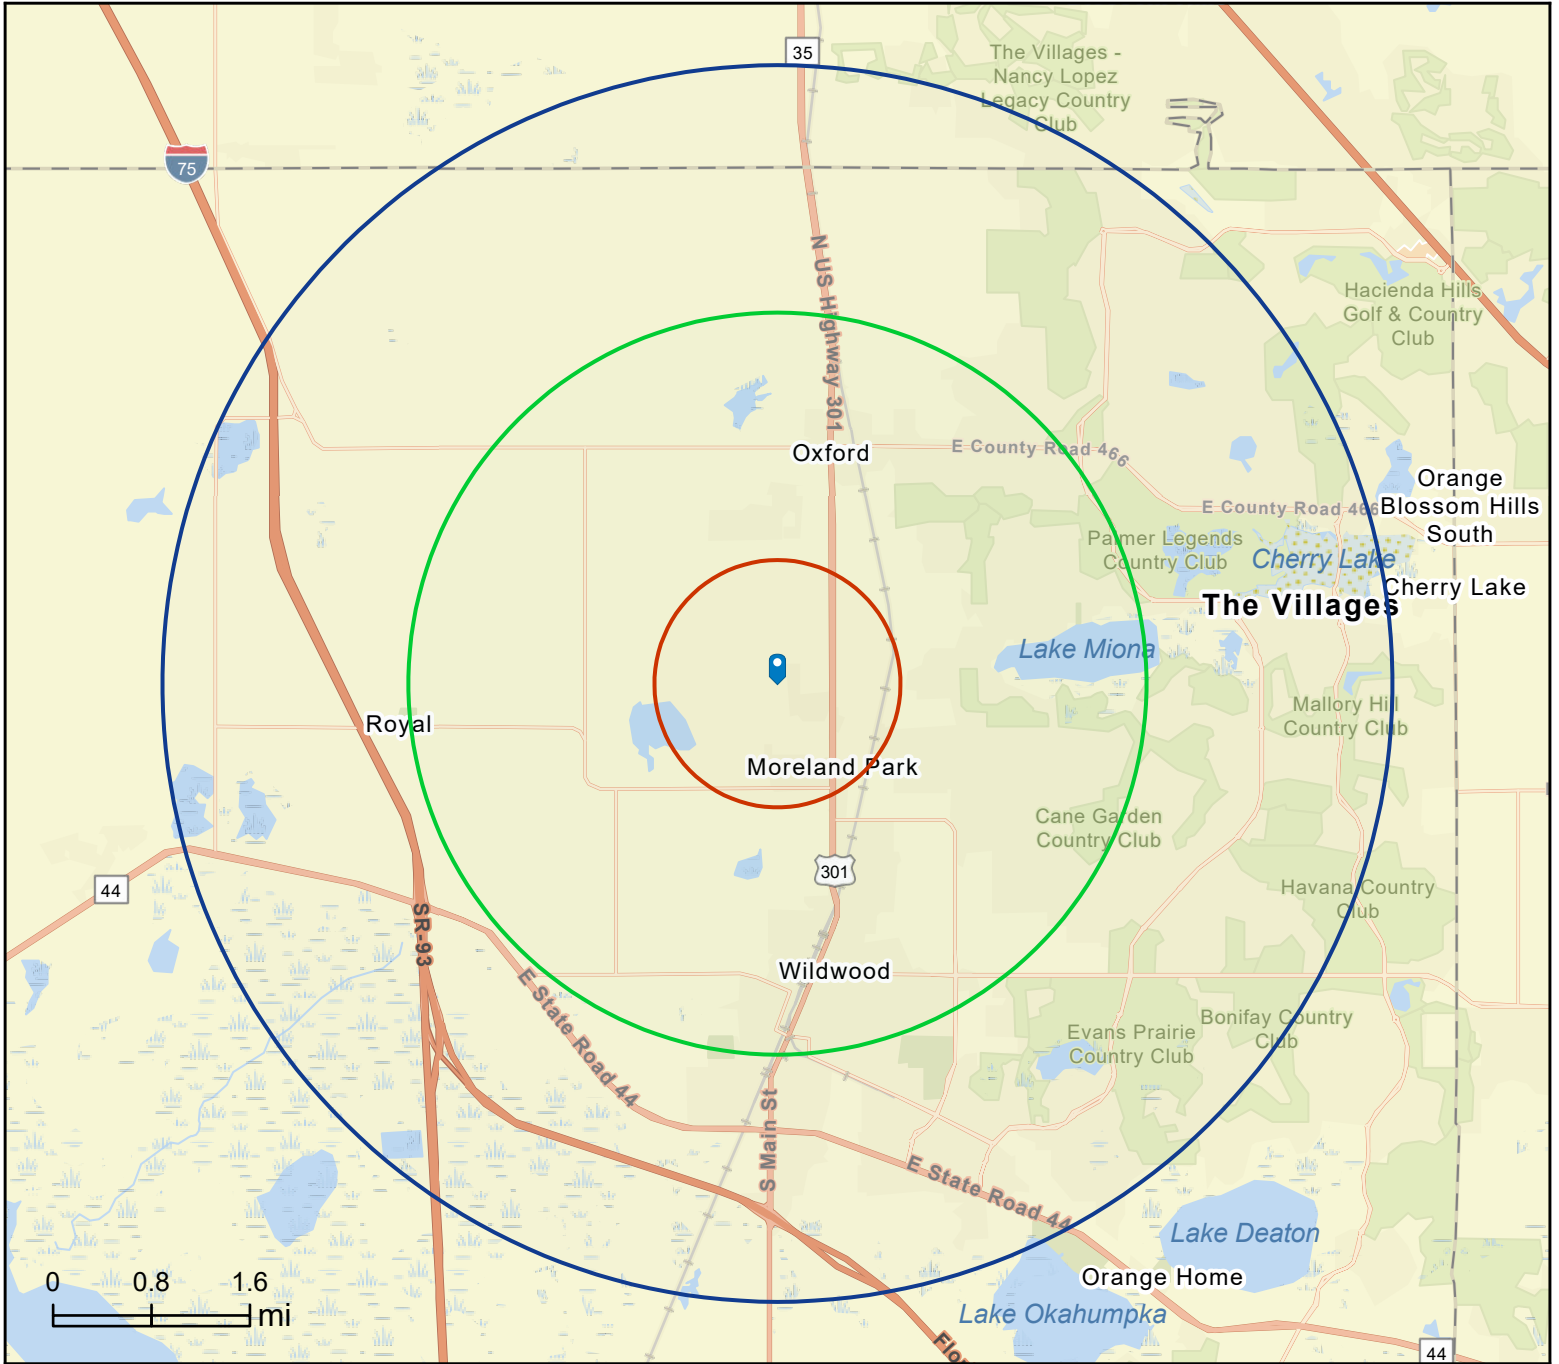 35
The Villages -
Nancy Lopez
Legacy Country
Club
75
N US Highway 301
Hacienda Hills
Golf & Country
Club
Oxford
E County Road 466
Orange
Blossom Hills
South
E County Road 466
Palmer Legends
Country Club
Cherry Lake
Cherry Lake
The Villages
Lake Miona
Royal
Mallory Hill
Country Club
Moreland Park
Cane Garden
Country Club
301
44
Havana Country
Club
SR-93
Wildwood
E State Road 44
Bonifay Country
Club
Evans Prairie
Country Club
S Main St
E State Road 44
Lake Deaton
Orange Home
0 0.8 1.6
mi
Lake Okahumpka
44